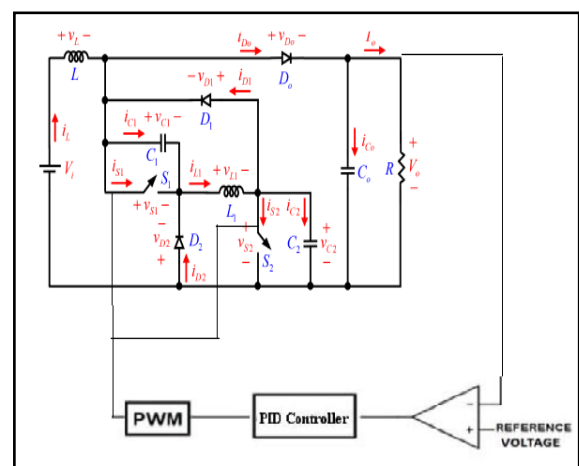 + v_L −
L
i_L
V_i
i_Do
+ v_Do −
D_o
I_o
− v_D1 +
i_D1
D_1
i_C1
+ v_C1 −
C_1
i_S1
S_1
+ v_S1 −
i_L1
+ v_L1 −
L_1
−
v_D2
+
D_2
i_D2
i_S2
+
v_S2
−
S_2
i_C2
C_2
+
v_C2
−
i_Co
C_o
R
+
V_o
−
PWM
PID Controller
−
+
REFERENCE
VOLTAGE